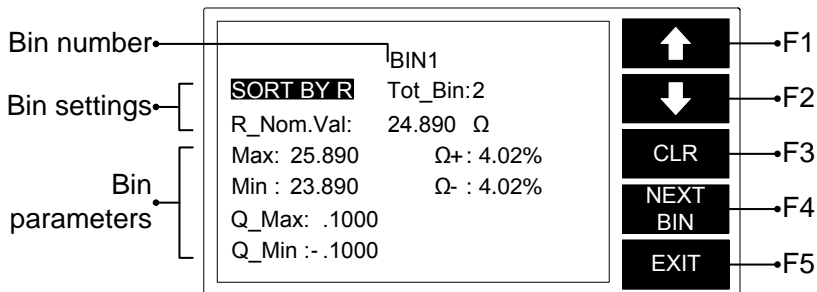 Bin number
BIN1
F1
Bin settings
SORT BY R Tot_Bin:2
F2
R_Nom.Val: 24.890 Ω
Bin
parameters
Max: 25.890 Ω+: 4.02%
CLR F3
Min : 23.890 Ω- : 4.02%
NEXT
BIN
F4
Q_Max: .1000
Q_Min :- .1000
EXIT F5